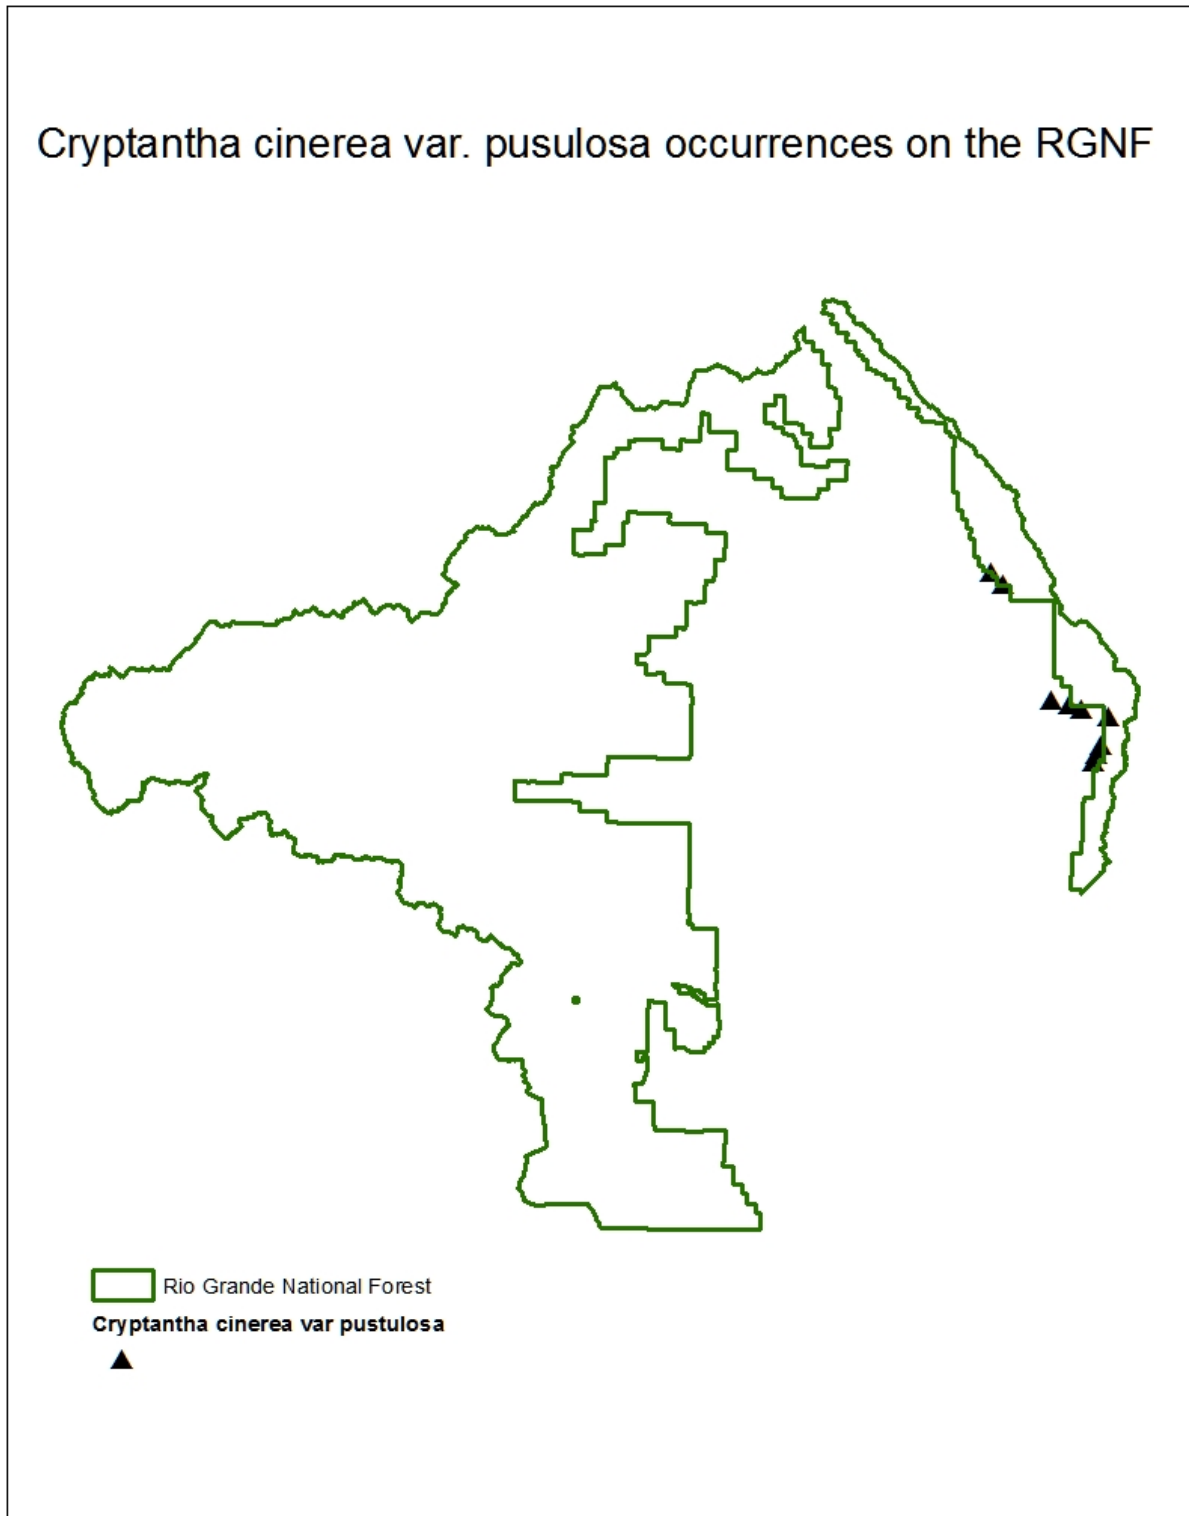 Cryptantha cinerea var. pusulosa occurrences on the RGNF
Rio Grande National Forest
Cryptantha cinerea var pustulosa